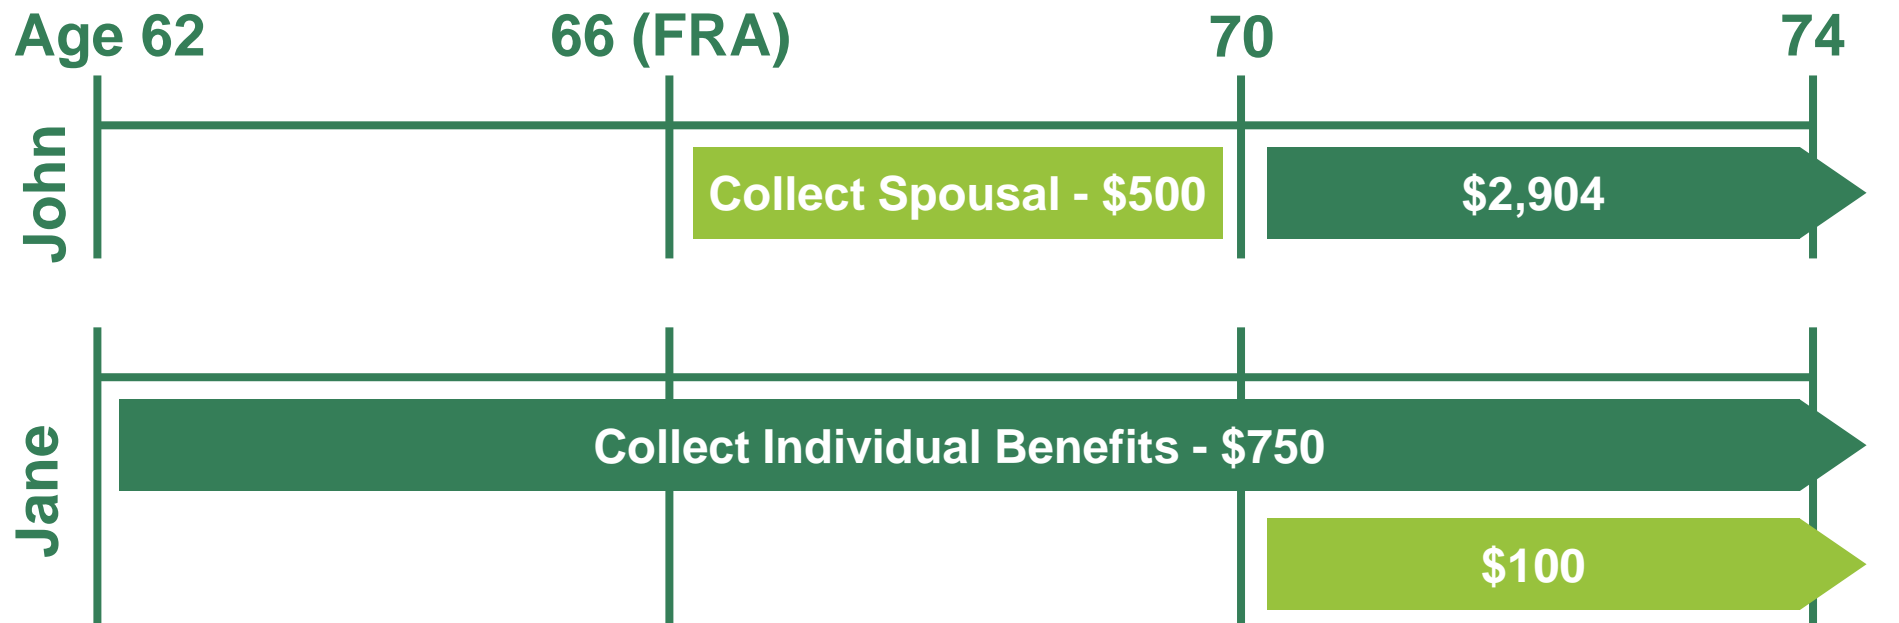 Age 62
66 (FRA)
70
74
John
Collect Spousal - $500
$2,904
Jane
Collect Individual Benefits - $750
$100